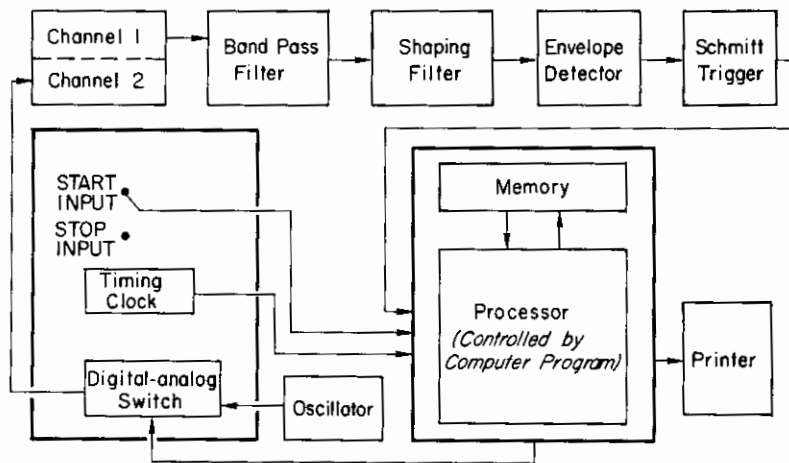 Channel 1
Channel 2
Band Pass
Filter
Shaping
Filter
Envelope
Detector
Schmitt
Trigger
START
INPUT
STOP
INPUT
Timing
Clock
Digital-analog
Switch
Oscillator
Memory
Processor
(Controlled by
Computer Program)
Printer